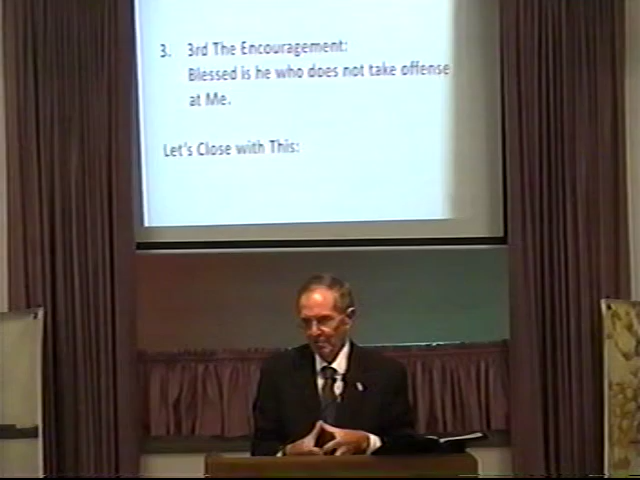 3. 3rd The Encouragement:
Blessed is he who does not take offense
at Me.
Let's Close with This: